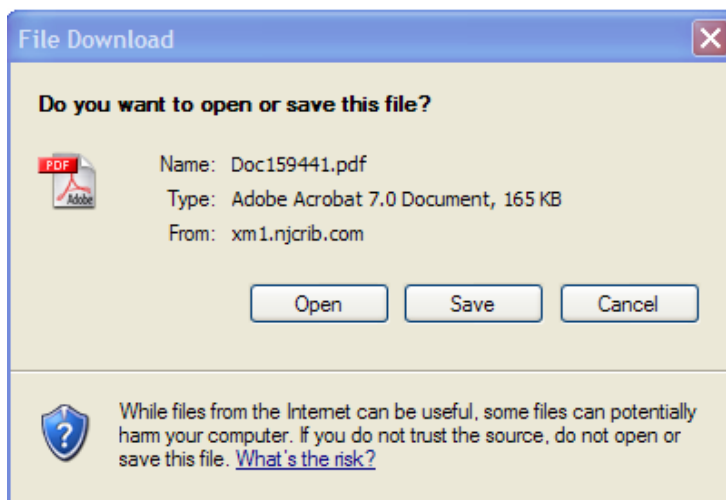 File Download
Do you want to open or save this file?
PDF
Adobe
Name: Doc159441.pdf
Type: Adobe Acrobat 7.0 Document, 165 KB
From: xm1.njcrib.com
Open Save Cancel
While files from the Internet can be useful, some files can potentially
harm your computer. If you do not trust the source, do not open or
save this file. What's the risk?